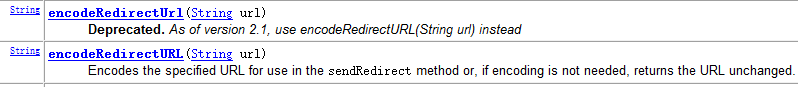 String encodeRedirectUrl(String url)
Deprecated. As of version 2.1, use encodeRedirectURL(String url) instead
String encodeRedirectURL(String url)
Encodes the specified URL for use in the sendRedirect method or, if encoding is not needed, returns the URL unchanged.